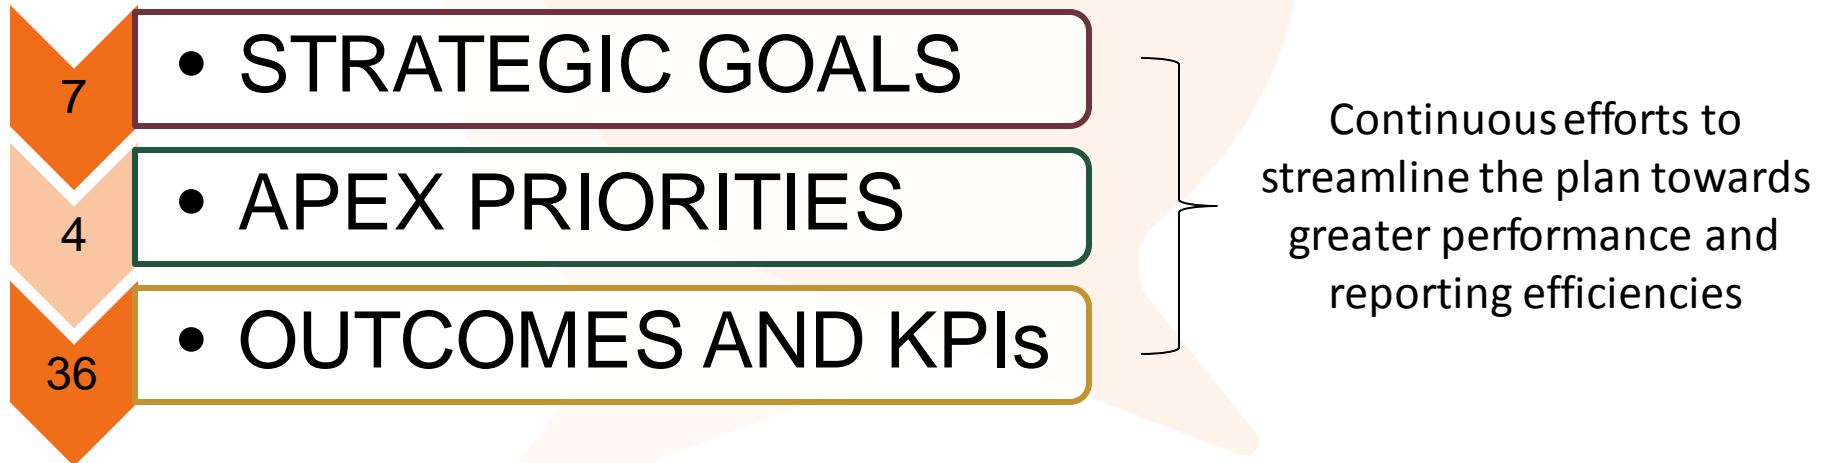 7
• STRATEGIC GOALS
4
• APEX PRIORITIES
36
• OUTCOMES AND KPIs
Continuous efforts to
streamline the plan towards
greater performance and
reporting efficiencies